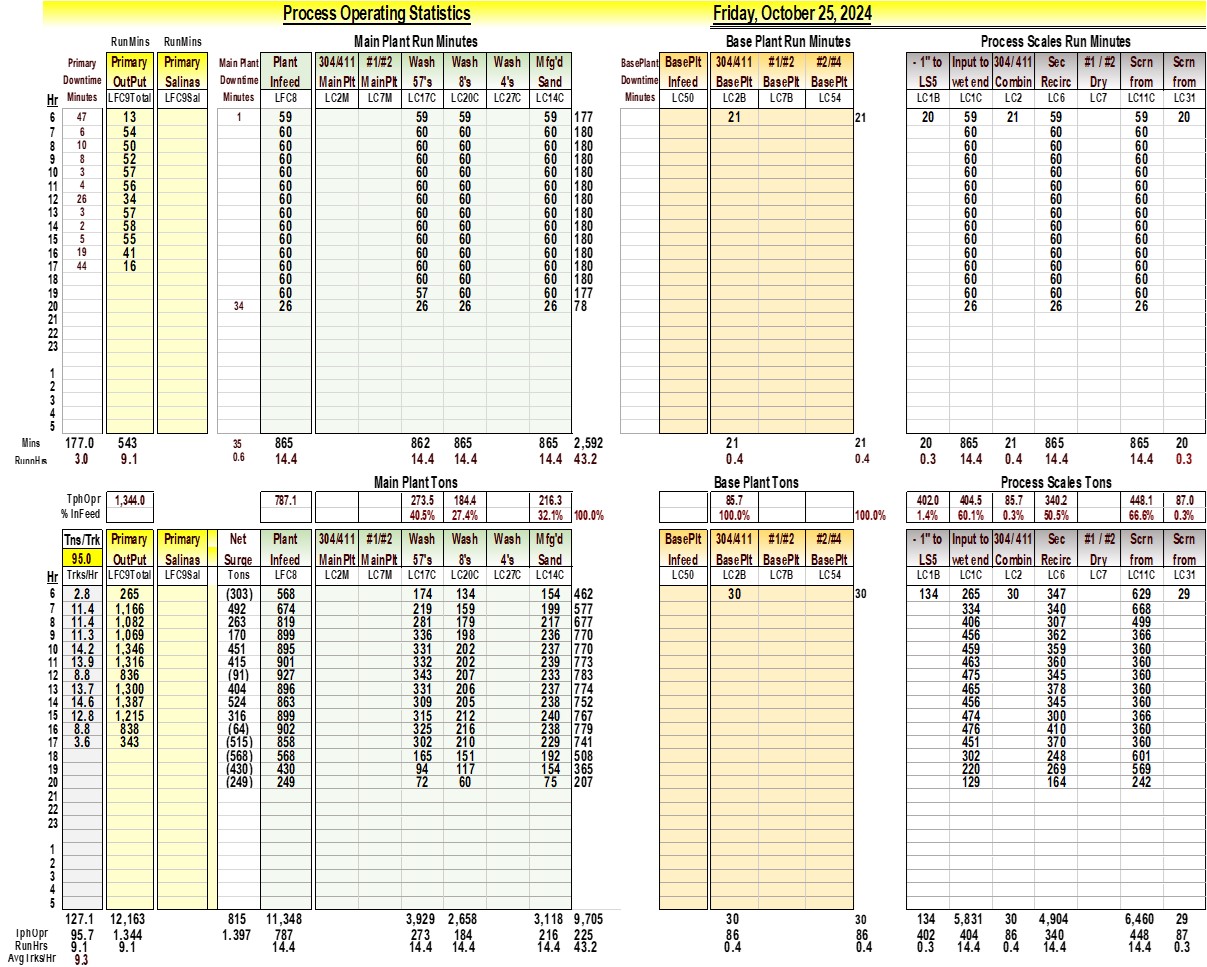 Process Operating Statistics Friday, October 25, 2024
RunMins RunMins Main Plant Run Minutes Base Plant Run Minutes Process Scales Run Minutes
Primary Primary Primary Main Plant Plant 304/411 #1/#2 Wash Wash Wash Mfg'd BasePlant BasePlt 304/411 #1/#2 #2/#4 - 1" to Input to 304/411 Sec #1 / #2 Scrn Scrn
Downtime OutPut Salinas Downtime Infeed MainPlt MainPlt 57's 8's 4's Sand Downtime Infeed BasePlt BasePlt BasePlt LS5 wet end Combin Recirc Dry from from
Hr Minutes LFC9Total LFC9Sal Minutes LFC8 LC2M LC7M LC17C LC20C LC27C LC14C Minutes LC50 LC2B LC7B LC54 LC1B LC1C LC2 LC6 LC7 LC11C LC31
6 47 13 1 59 59 59 59 177 21 21 20 59 21 59 59 20
7 6 54 60 60 60 60 180 60 60 60
8 10 50 60 60 60 60 180 60 60 60
9 8 52 60 60 60 60 180 60 60 60
10 3 57 60 60 60 60 180 60 60 60
11 4 56 60 60 60 60 180 60 60 60
12 26 34 60 60 60 60 180 60 60 60
13 3 57 60 60 60 60 180 60 60 60
14 2 58 60 60 60 60 180 60 60 60
15 5 55 60 60 60 60 180 60 60 60
16 19 41 60 60 60 60 180 60 60 60
17 44 16 60 60 60 60 180 60 60 60
18 60 60 60 60 180 60 60 60
19 60 57 60 60 177 60 60 60
20 34 26 26 26 26 78 26 26 26
21
22
23
1
2
3
4
5
Mins 177.0 543 35 865 862 865 865 2,592 21 21 20 865 21 865 865 20
RunnHrs 3.0 9.1 0.6 14.4 14.4 14.4 14.4 43.2 0.4 0.4 0.3 14.4 0.4 14.4 14.4 0.3
Main Plant Tons Base Plant Tons Process Scales Tons
TphOpr 1,344.0 787.1 273.5 184.4 216.3 85.7 402.0 404.5 85.7 340.2 448.1 87.0
% InFeed 40.5% 27.4% 32.1% 100.0% 100.0% 100.0% 1.4% 60.1% 0.3% 50.5% 66.6% 0.3%
Tns/Trk Primary Primary Net Plant 304/411 #1/#2 Wash Wash Wash Mfg'd BasePlt 304/411 #1/#2 #2/#4 - 1" to Input to 304/411 Sec #1 / #2 Scrn Scrn
95.0 OutPut Salinas Surge Infeed MainPlt MainPlt 57's 8's 4's Sand Infeed BasePlt BasePlt BasePlt LS5 wet end Combin Recirc Dry from from
Hr Trks/Hr LFC9Total LFC9Sal Tons LFC8 LC2M LC7M LC17C LC20C LC27C LC14C LC50 LC2B LC7B LC54 LC1B LC1C LC2 LC6 LC7 LC11C LC31
6 2.8 265 (303) 568 174 134 154 462 30 30 134 265 30 347 629 29
7 11.4 1,166 492 674 219 159 199 577 334 340 668
8 11.4 1,082 263 819 281 179 217 677 406 307 499
9 11.3 1,069 170 899 336 198 236 770 456 362 366
10 14.2 1,346 451 895 331 202 237 770 459 359 360
11 13.9 1,316 415 901 332 202 239 773 463 360 360
12 8.8 836 (91) 927 343 207 233 783 475 345 360
13 13.7 1,300 404 896 331 206 237 774 465 378 360
14 14.6 1,387 524 863 309 205 238 752 456 345 360
15 12.8 1,215 316 899 315 212 240 767 474 300 366
16 8.8 838 (64) 902 325 216 238 779 476 410 360
17 3.6 343 (515) 858 302 210 229 741 451 370 360
18 (568) 568 165 151 192 508 302 248 601
19 (430) 430 94 117 154 365 220 269 569
20 (249) 249 72 60 75 207 129 164 242
21
22
23
1
2
3
4
5
127.1 12,163 815 11,348 3,929 2,658 3,118 9,705 30 30 134 5,831 30 4,904 6,460 29
TphOpr 95.7 1,344 1.397 787 273 184 216 225 86 86 402 404 86 340 448 87
RunHrs 9.1 9.1 14.4 14.4 14.4 14.4 43.2 0.4 0.4 0.3 14.4 0.4 14.4 14.4 0.3
AvgTrks/Hr 9.3